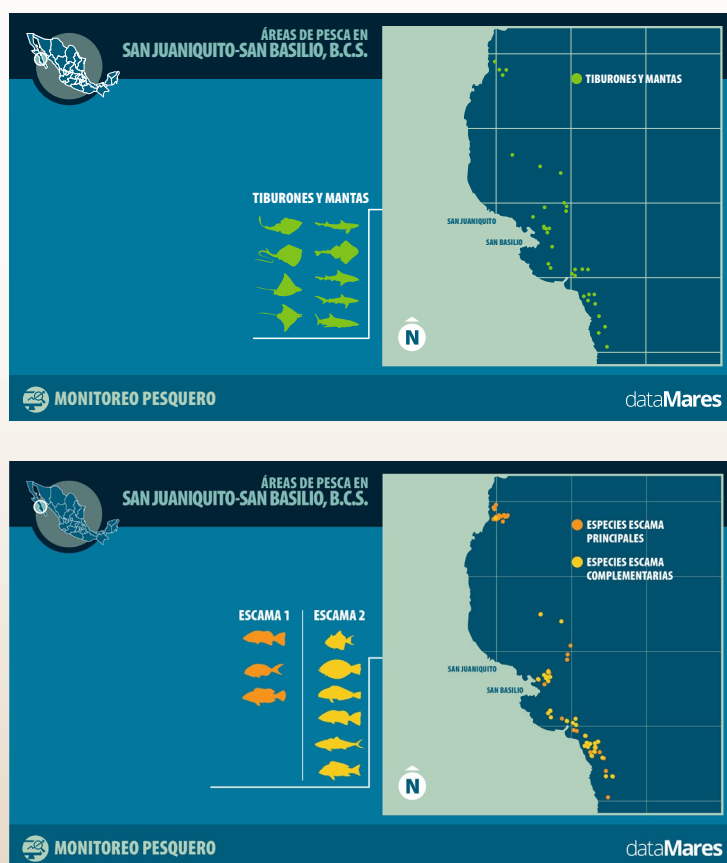 ÁREAS DE PESCA EN
SAN JUANIQUITO-SAN BASILIO, B.C.S.
TIBURONES Y MANTAS
TIBURONES Y MANTAS
SAN JUANIQUITO
SAN BASILIO
N
MONITOREO PESQUERO
dataMares
ÁREAS DE PESCA EN
SAN JUANIQUITO-SAN BASILIO, B.C.S.
ESPECIES ESCAMA
PRINCIPALES
ESPECIES ESCAMA
COMPLEMENTARIAS
ESCAMA 1
ESCAMA 2
SAN JUANIQUITO
SAN BASILIO
N
MONITOREO PESQUERO
dataMares